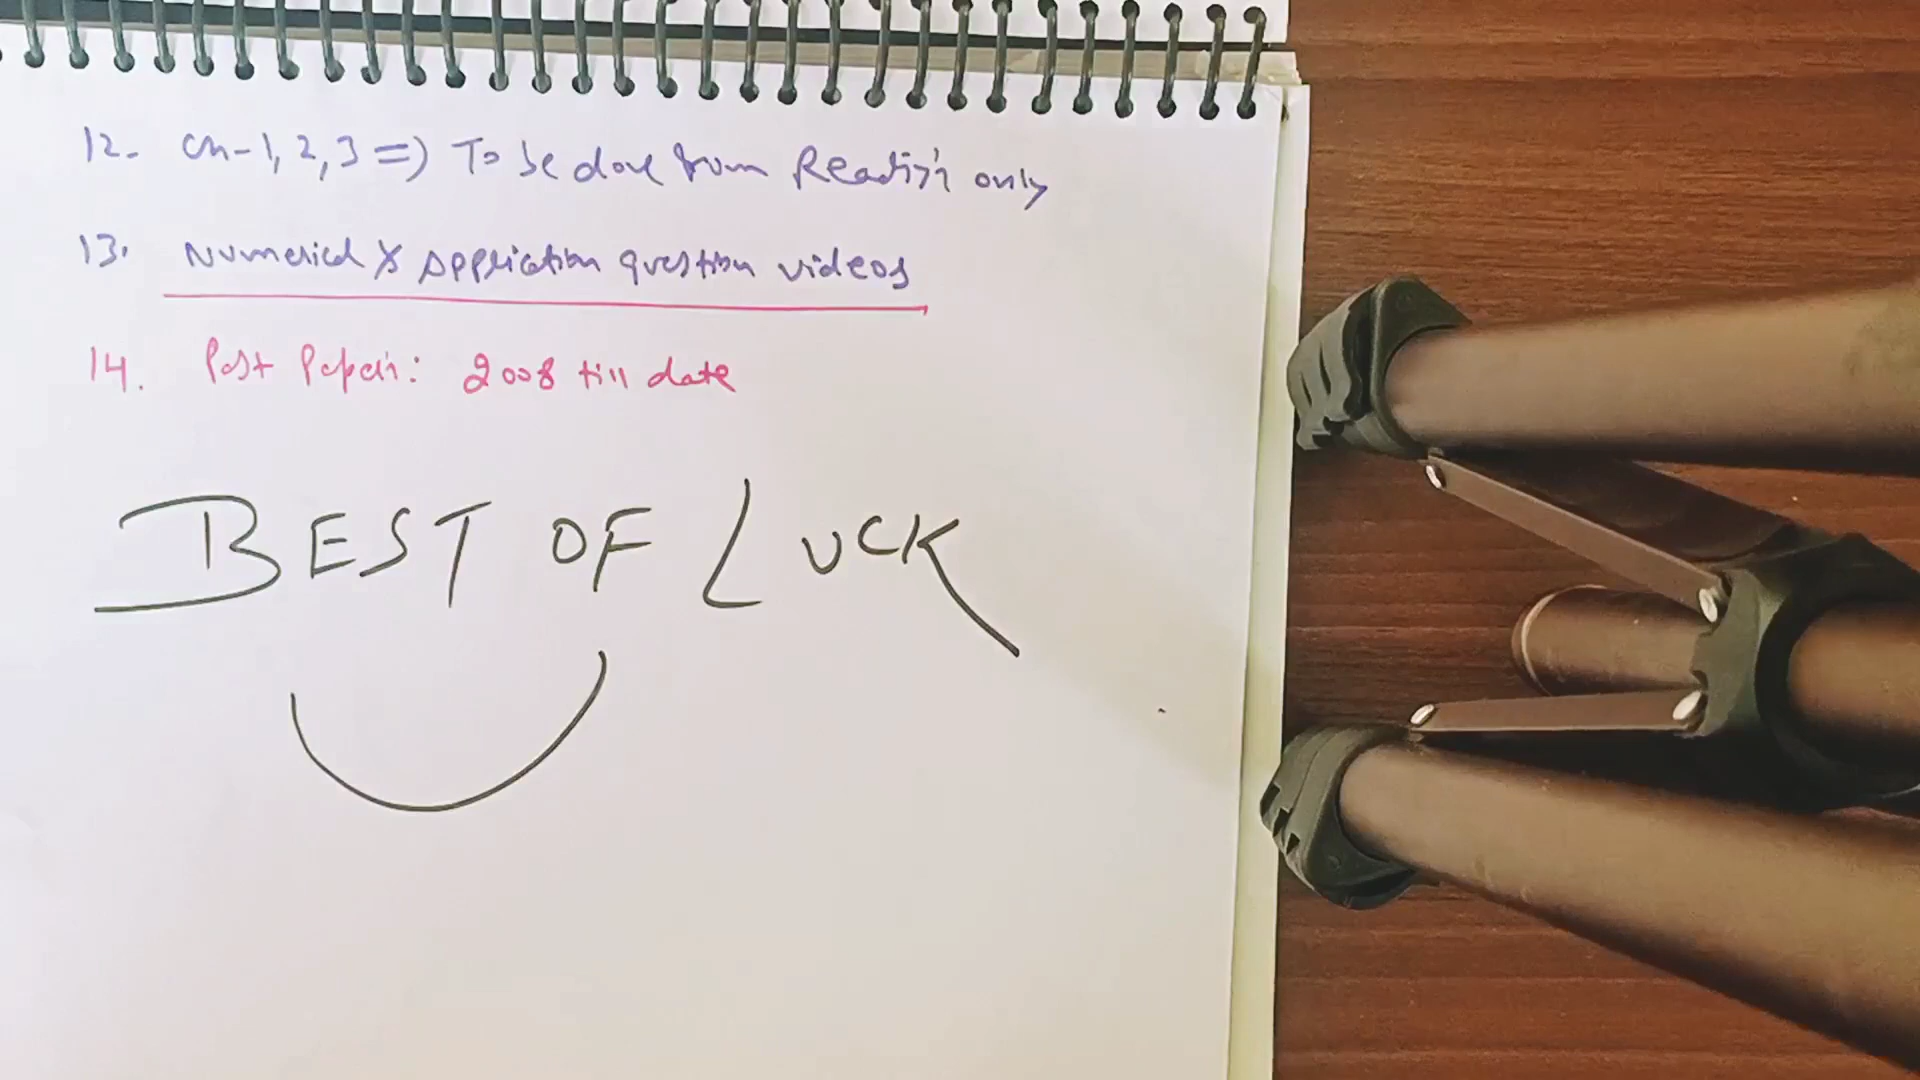 12. Ch-1, 2, 3 => To be done from Reading only
13. Numerical & Application question videos
14. Past Papers: 2008 till date
BEST OF LUCK